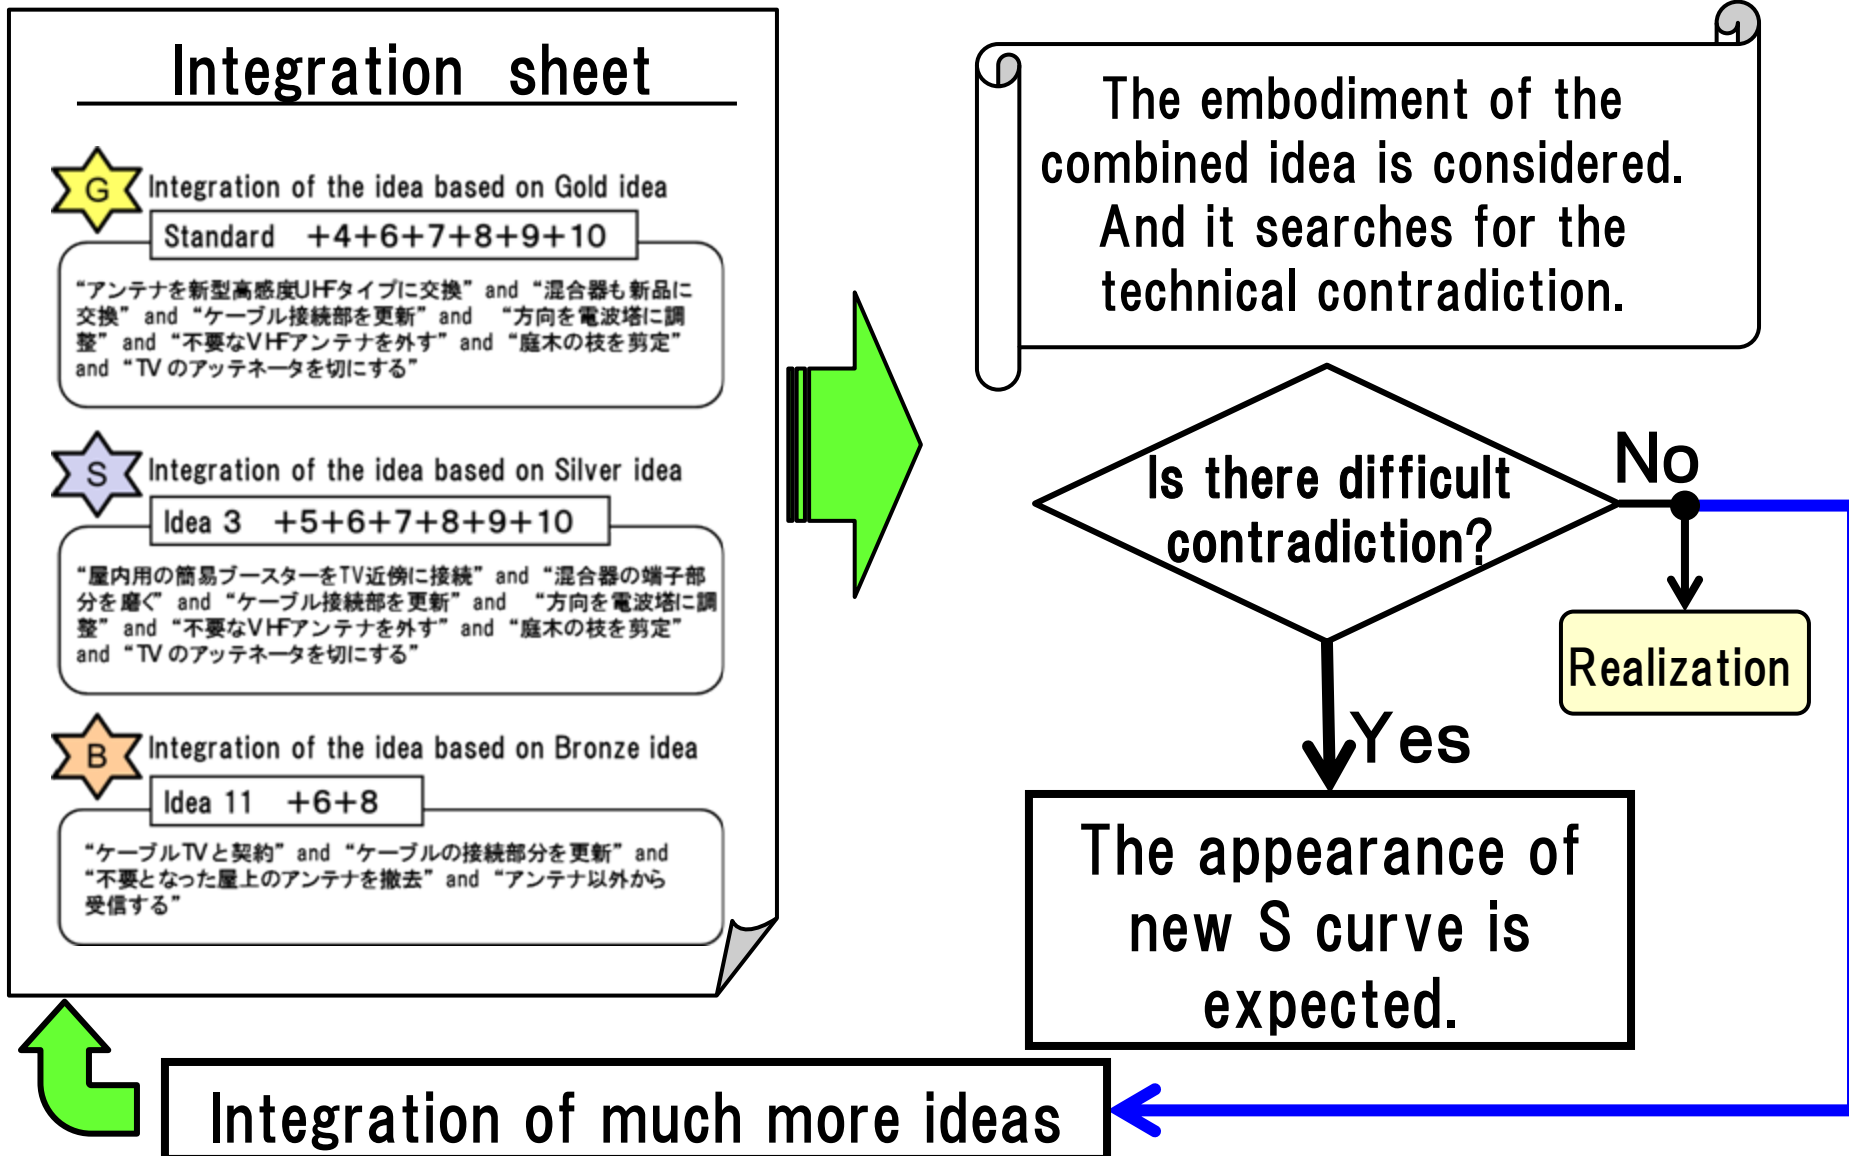 Integration sheet
G
Integration of the idea based on Gold idea
Standard +4+6+7+8+9+10
“アンテナを新型高感度UHFタイプに交換” and “混合器も新品に
交換” and “ケーブル接続部を更新” and “方向を電波塔に調
整” and “不要なVHFアンテナを外す” and “庭木の枝を剪定”
and “TVのアッテネータを切にする”
S
Integration of the idea based on Silver idea
Idea 3 +5+6+7+8+9+10
“屋内用の簡易ブースターをTV近傍に接続” and “混合器の端子部
分を磨く” and “ケーブル接続部を更新” and “方向を電波塔に調
整” and “不要なVHFアンテナを外す” and “庭木の枝を剪定”
and “TVのアッテネータを切にする”
B
Integration of the idea based on Bronze idea
Idea 11 +6+8
“ケーブルTVと契約” and “ケーブルの接続部分を更新” and
“不要となった屋上のアンテナを撤去” and “アンテナ以外から
受信する”
The embodiment of the
combined idea is considered.
And it searches for the
technical contradiction.
Is there difficult
contradiction?
No
Realization
Yes
The appearance of
new S curve is
expected.
Integration of much more ideas